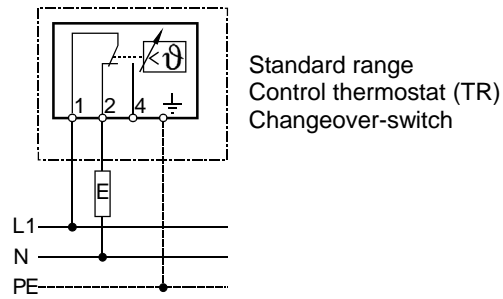 <ϑ
1 2 4
Standard range
Control thermostat (TR)
Changeover-switch
E
L1
N
PE